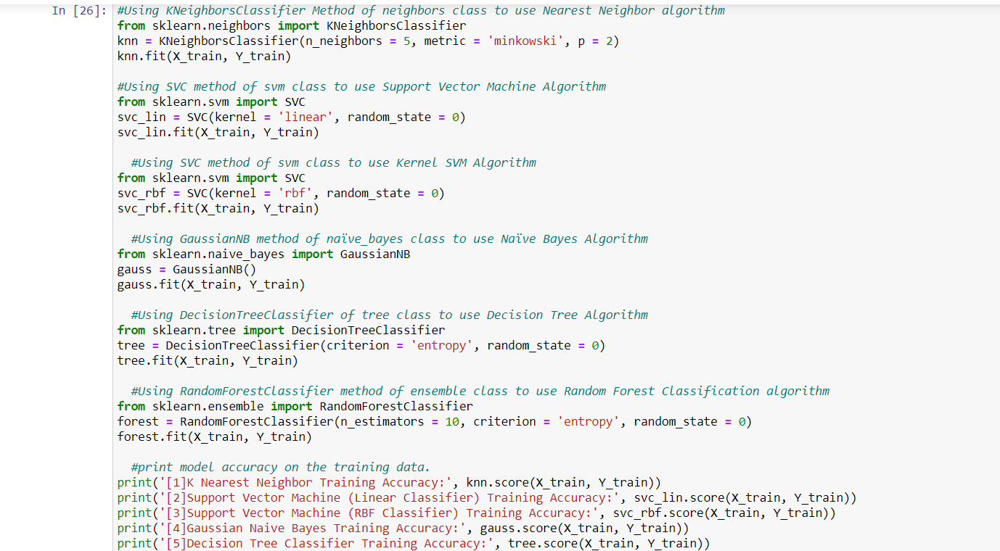 In [26]: #Using KNeighborsClassifier Method of neighbors class to use Nearest Neighbor algorithm
from sklearn.neighbors import KNeighborsClassifier
knn = KNeighborsClassifier(n_neighbors = 5, metric = 'minkowski', p = 2)
knn.fit(X_train, Y_train)
#Using SVC method of svm class to use Support Vector Machine Algorithm
from sklearn.svm import SVC
svc_lin = SVC(kernel = 'linear', random_state = 0)
svc_lin.fit(X_train, Y_train)
#Using SVC method of svm class to use Kernel SVM Algorithm
from sklearn.svm import SVC
svc_rbf = SVC(kernel = 'rbf', random_state = 0)
svc_rbf.fit(X_train, Y_train)
#Using GaussianNB method of naïve_bayes class to use Naïve Bayes Algorithm
from sklearn.naive_bayes import GaussianNB
gauss = GaussianNB()
gauss.fit(X_train, Y_train)
#Using DecisionTreeClassifier of tree class to use Decision Tree Algorithm
from sklearn.tree import DecisionTreeClassifier
tree = DecisionTreeClassifier(criterion = 'entropy', random_state = 0)
tree.fit(X_train, Y_train)
#Using RandomForestClassifier method of ensemble class to use Random Forest Classification algorithm
from sklearn.ensemble import RandomForestClassifier
forest = RandomForestClassifier(n_estimators = 10, criterion = 'entropy', random_state = 0)
forest.fit(X_train, Y_train)
#print model accuracy on the training data.
print('[1]K Nearest Neighbor Training Accuracy:', knn.score(X_train, Y_train))
print('[2]Support Vector Machine (Linear Classifier) Training Accuracy:', svc_lin.score(X_train, Y_train))
print('[3]Support Vector Machine (RBF Classifier) Training Accuracy:', svc_rbf.score(X_train, Y_train))
print('[4]Gaussian Naive Bayes Training Accuracy:', gauss.score(X_train, Y_train))
print('[5]Decision Tree Classifier Training Accuracy:', tree.score(X_train, Y_train))